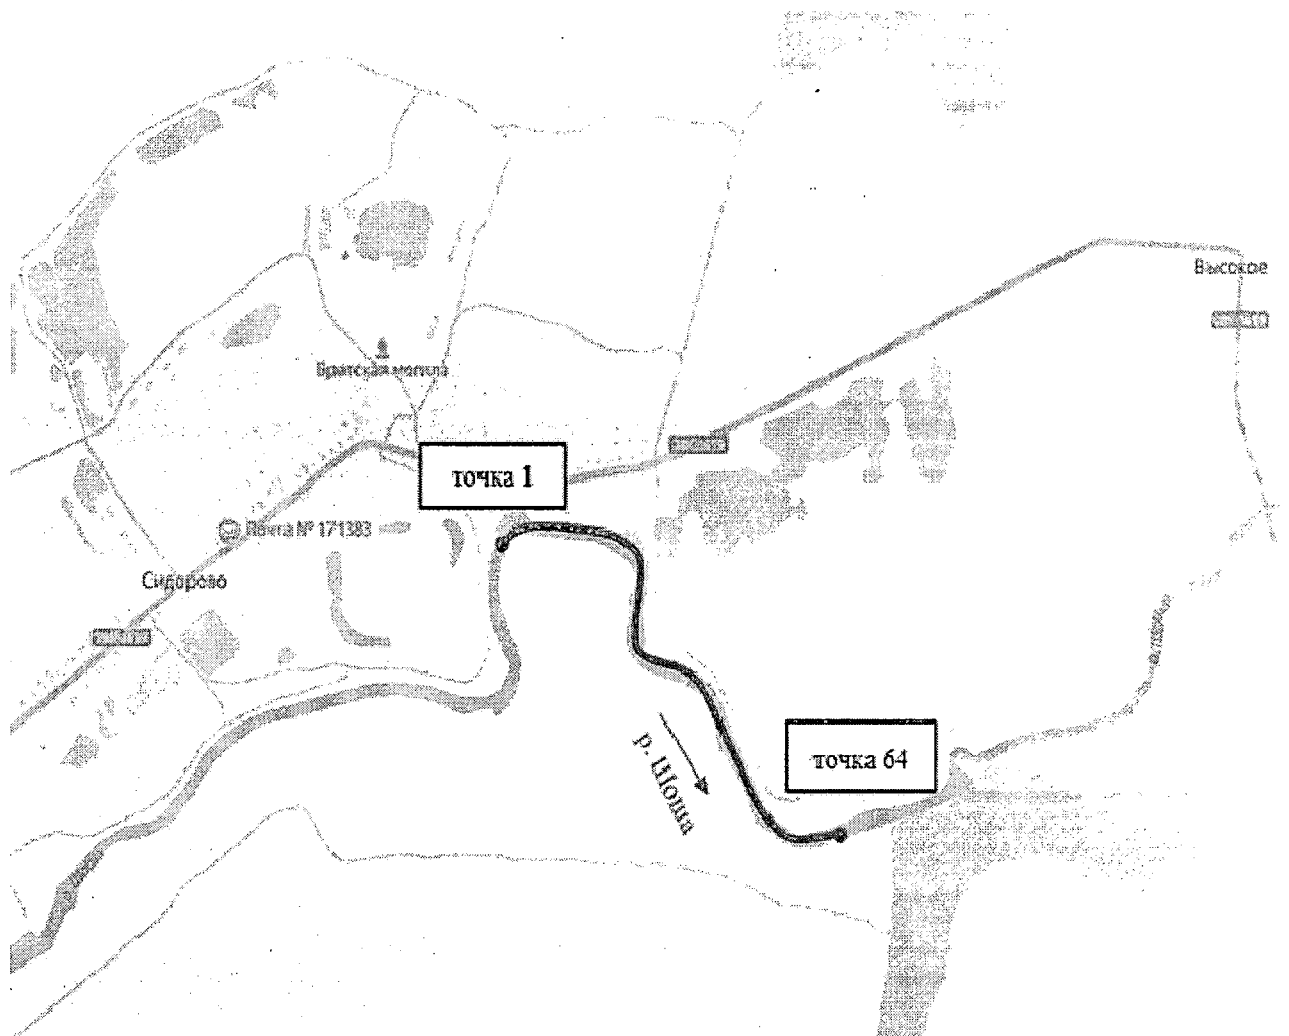 Высокое
Братская могила
точка 1
Почта № 171383
Сидорово
р. Шоша
точка 64